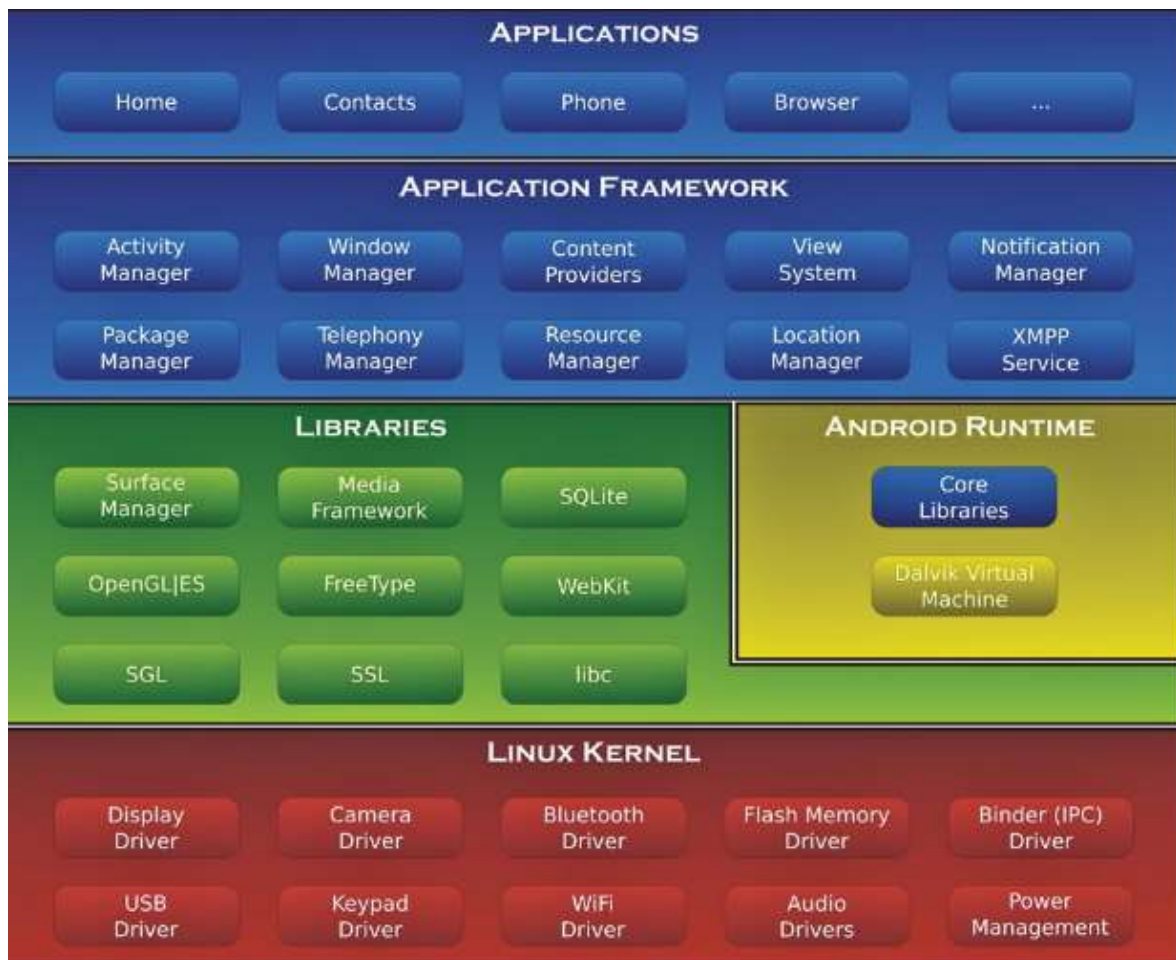 APPLICATIONS
Home
Contacts
Phone
Browser
...
APPLICATION FRAMEWORK
Activity
Manager
Window
Manager
Content
Providers
View
System
Notification
Manager
Package
Manager
Telephony
Manager
Resource
Manager
Location
Manager
XMPP
Service
LIBRARIES
Surface
Manager
Media
Framework
SQLite
OpenGL|ES
FreeType
WebKit
SGL
SSL
libc
ANDROID RUNTIME
Core
Libraries
Dalvik Virtual
Machine
LINUX KERNEL
Display
Driver
Camera
Driver
Bluetooth
Driver
Flash Memory
Driver
Binder (IPC)
Driver
USB
Driver
Keypad
Driver
WiFi
Driver
Audio
Drivers
Power
Management